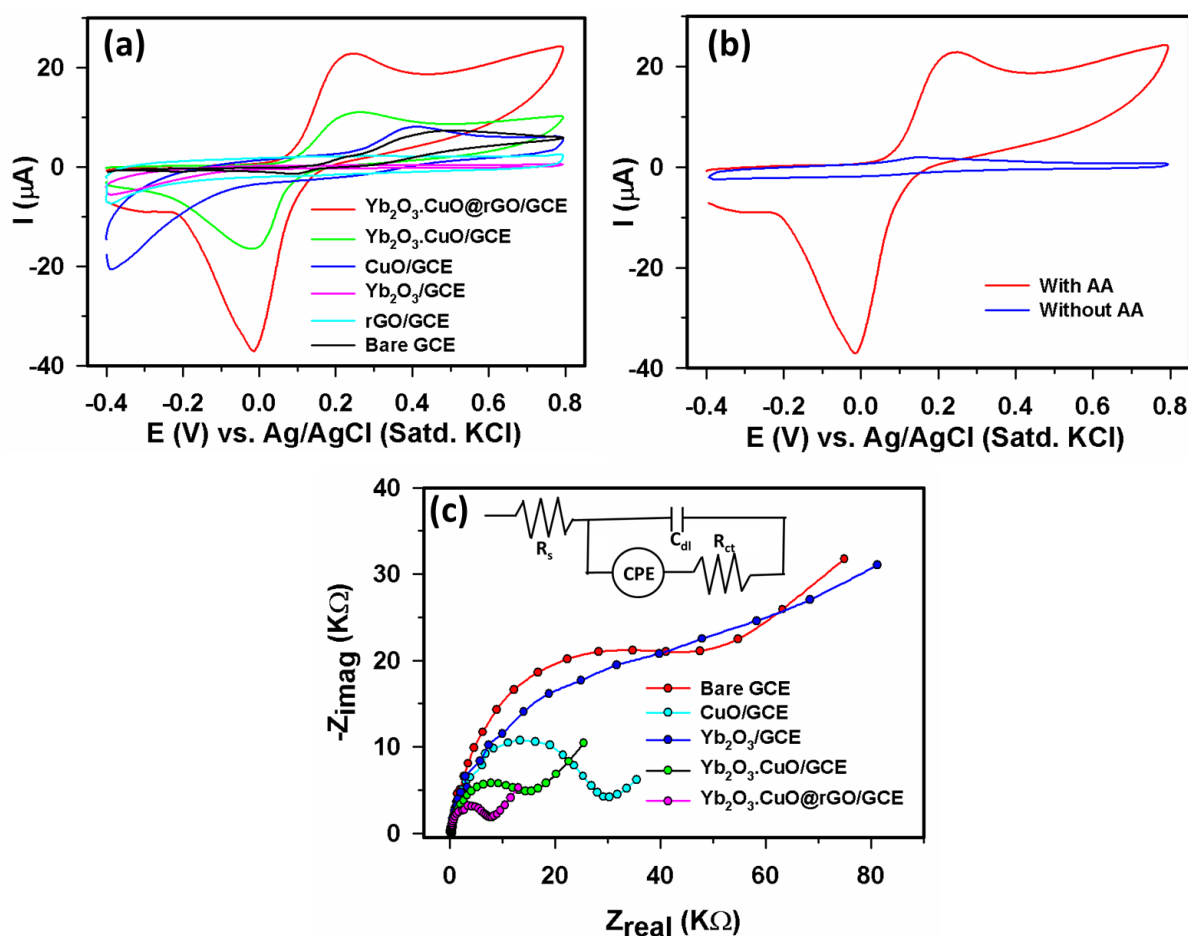 (a)
20
0
-20
-40
I (μA)
-0.4 -0.2 0.0 0.2 0.4 0.6 0.8
E (V) vs. Ag/AgCl (Satd. KCl)
Yb₂O₃.CuO@rGO/GCE
Yb₂O₃.CuO/GCE
CuO/GCE
Yb₂O₃/GCE
rGO/GCE
Bare GCE
(b)
20
0
-20
-40
I (μA)
-0.4 -0.2 0.0 0.2 0.4 0.6 0.8
E (V) vs. Ag/AgCl (Satd. KCl)
With AA
Without AA
(c)
40
30
20
10
0
-Zimag (KΩ)
0 20 40 60 80 100
Zreal (KΩ)
Rs
Cdl
CPE
Rct
Bare GCE
CuO/GCE
Yb₂O₃/GCE
Yb₂O₃.CuO/GCE
Yb₂O₃.CuO@rGO/GCE